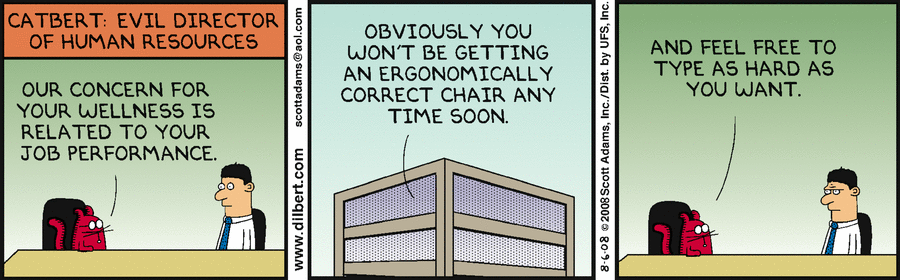 CATBERT: EVIL DIRECTOR
OF HUMAN RESOURCES
OUR CONCERN FOR
YOUR WELLNESS IS
RELATED TO YOUR
JOB PERFORMANCE.
www.dilbert.com
scottadams@aol.com
OBVIOUSLY YOU
WON'T BE GETTING
AN ERGONOMICALLY
CORRECT CHAIR ANY
TIME SOON.
8-6-08 © 2008 Scott Adams, Inc./Dist. by UFS, Inc.
AND FEEL FREE TO
TYPE AS HARD AS
YOU WANT.